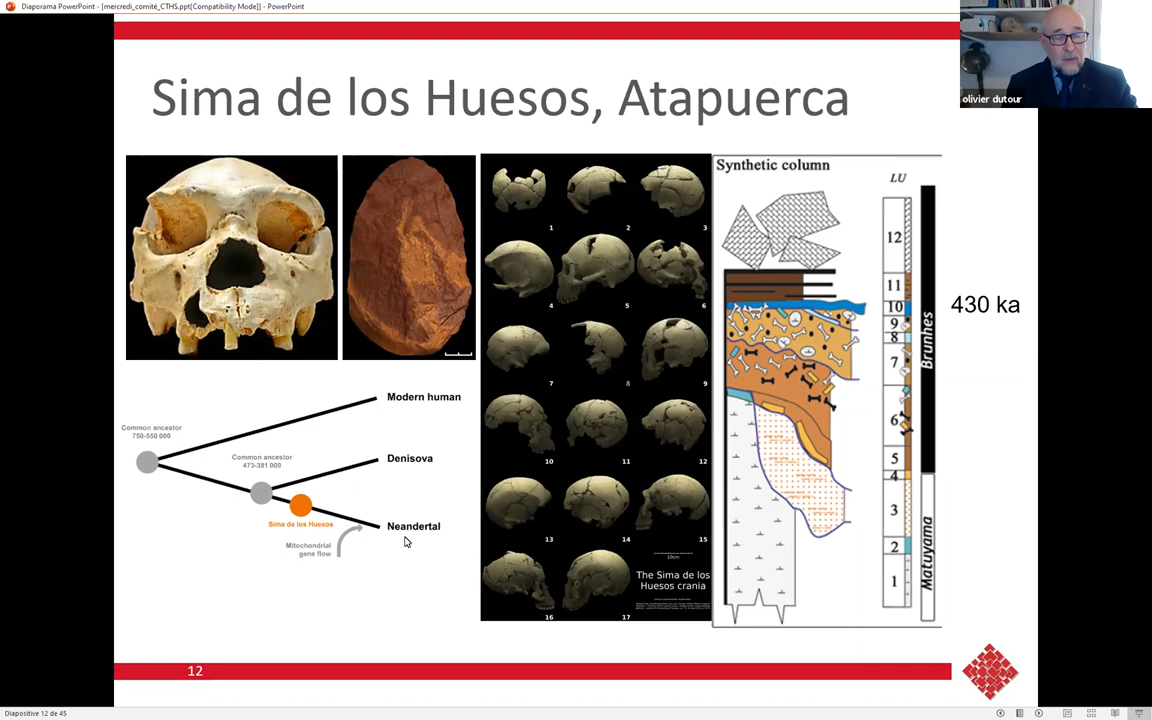 Diaporama PowerPoint - [mercredi_comité_CTHS.ppt[Compatibility Mode]] - PowerPoint
olivier dutour
Sima de los Huesos, Atapuerca
1
2
3
4
5
6
7
8
9
10
11
12
13
14
15
16
17
10cm
The Sima de los
Huesos crania
Synthetic column
LU
12
11
10
9
8
7
6
5
4
3
2
1
Brunhes
Matuyama
430 ka
Modern human
Common ancestor
750-550 000
Common ancestor
473-381 000
Denisova
Sima de los Huesos
Neandertal
Mitochondrial
gene flow
12
Diapositive 12 de 45